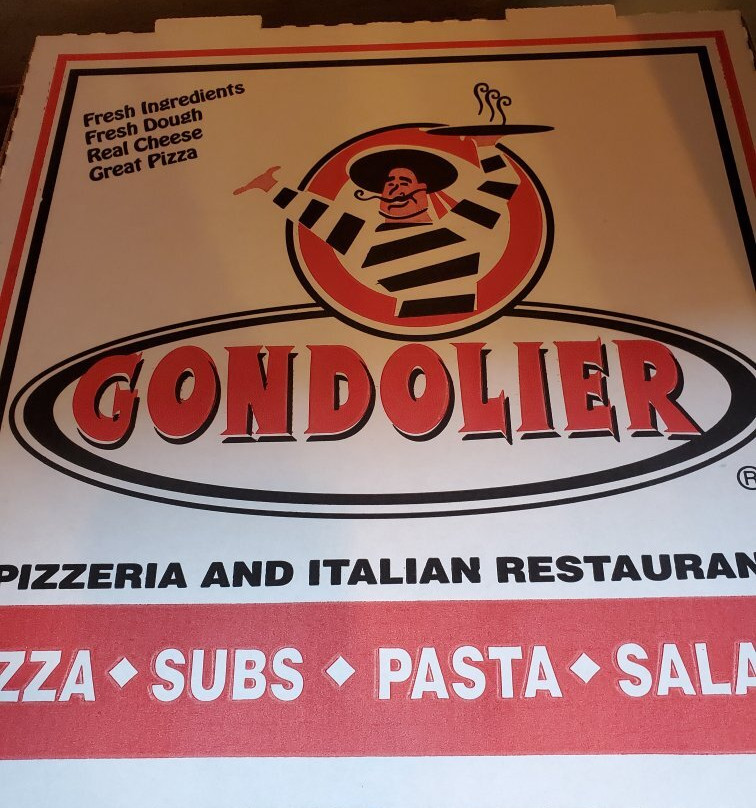 Fresh Ingredients
Fresh Dough
Real Cheese
Great Pizza
GONDOLIER
®
PIZZERIA AND ITALIAN RESTAURAN
ZZA ◆ SUBS ◆ PASTA ◆ SALA